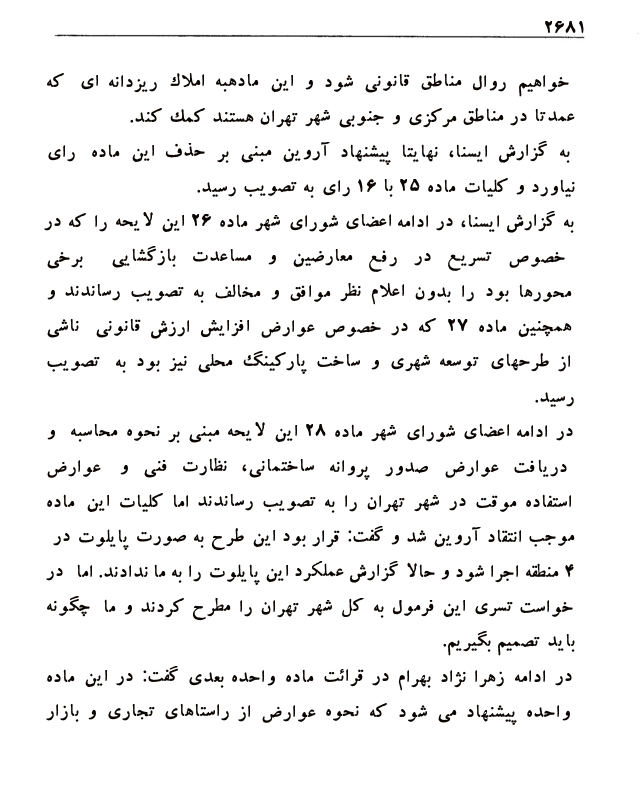 ۲۶۸۱
خواهیم روال مناطق قانونی شود و این مادهبه املاک ریزدانه ای که
عمدتا در مناطق مرکزی و جنوبی شهر تهران هستند کمک کند.
به گزارش ایسنا، نهایتا پیشنهاد آروین مبنی بر حذف این ماده رای
نیاورد و کلیات ماده ۲۵ با ۱۶ رای به تصویب رسید.
به گزارش ایسنا، در ادامه اعضای شورای شهر ماده ۲۶ این لایحه را که در
خصوص تسریع در رفع معارضین و مساعدت بازگشایی برخی
محورها بود را بدون اعلام نظر موافق و مخالف به تصویب رساندند و
همچنین ماده ۲۷ که در خصوص عوارض افزایش ارزش قانونی ناشی
از طرحهای توسعه شهری و ساخت پارکینگ محلی نیز بود به تصویب
رسید.
در ادامه اعضای شورای شهر ماده ۲۸ این لایحه مبنی بر نحوه محاسبه و
دریافت عوارض صدور پروانه ساختمانی، نظارت فنی و عوارض
استفاده موقت در شهر تهران را به تصویب رساندند اما کلیات این ماده
موجب انتقاد آروین شد و گفت: قرار بود این طرح به صورت پایلوت در
۴ منطقه اجرا شود و حالا گزارش عملکرد این پایلوت را به ما ندادند. اما در
خواست تسری این فرمول به کل شهر تهران را مطرح کردند و ما چگونه
باید تصمیم بگیریم.
در ادامه زهرا نژاد بهرام در قرائت ماده واحده بعدی گفت: در این ماده
واحده پیشنهاد می شود که نحوه عوارض از راستاهای تجاری و بازار